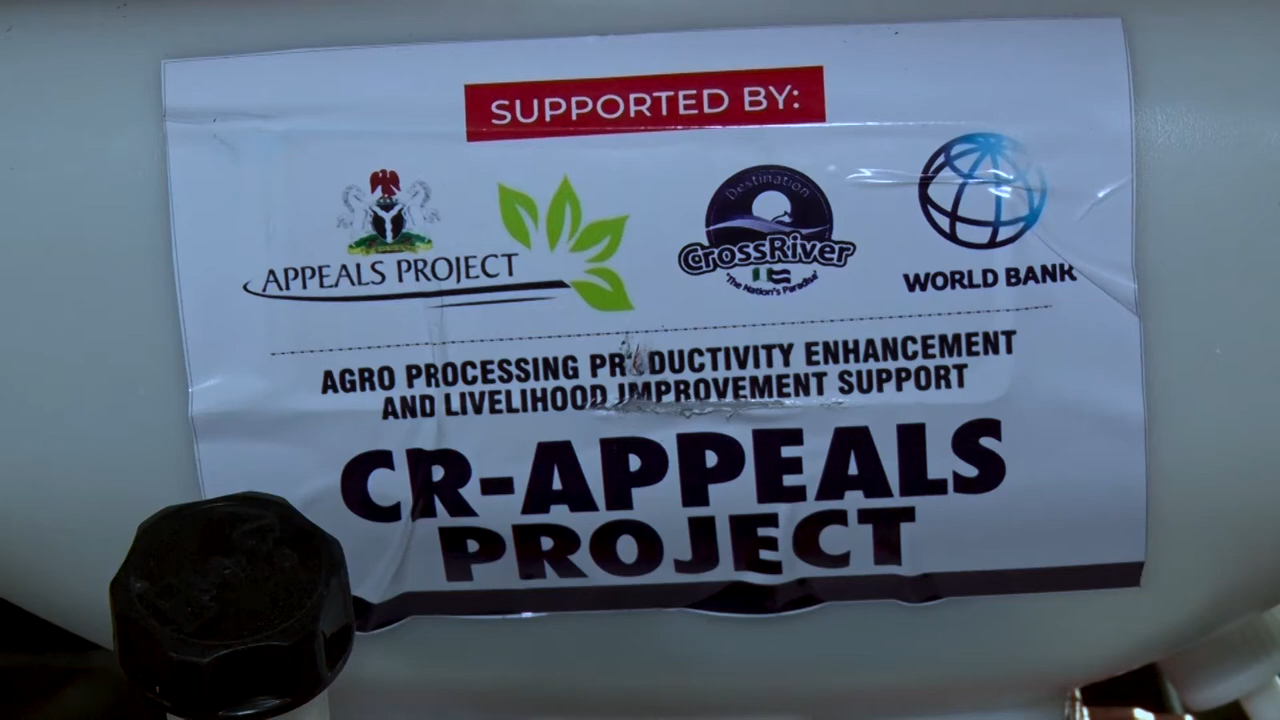 SUPPORTED BY:
APPEALS PROJECT
Destination
CrossRiver
"The Nation's Paradise"
WORLD BANK
AGRO PROCESSING PRODUCTIVITY ENHANCEMENT
AND LIVELIHOOD IMPROVEMENT SUPPORT
CR-APPEALS
PROJECT